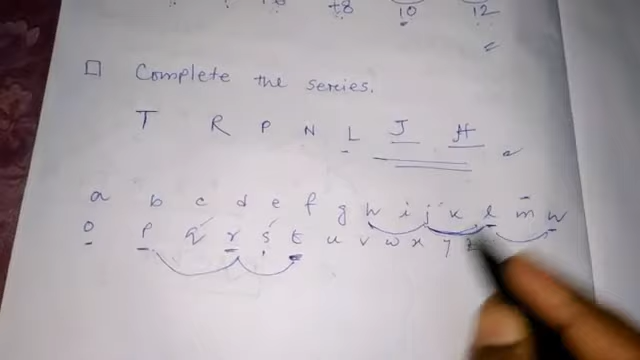 +8 10 12
□ Complete the series.
T R P N L J H
a b c d e f g h i j k l m n
o p q r s t u v w x y